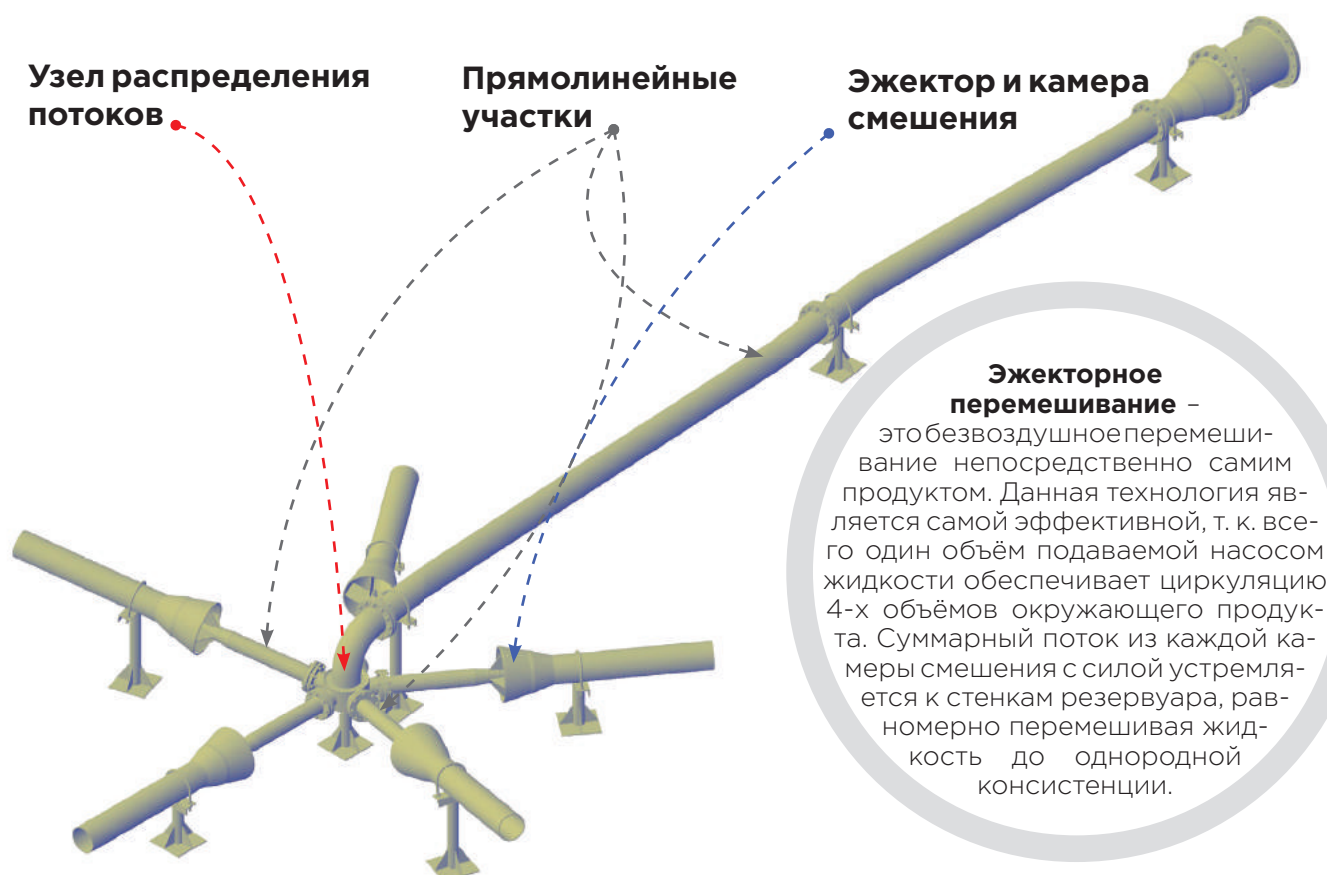 Узел распределения
потоков
Прямолинейные
участки
Эжектор и камера
смешения
Эжекторное
перемешивание –
это безвоздушное перемеши-
вание непосредственно самим
продуктом. Данная технология яв-
ляется самой эффективной, т. к. все-
го один объём подаваемой насосом
жидкости обеспечивает циркуляцию
4-х объёмов окружающего продук-
та. Суммарный поток из каждой ка-
меры смешения с силой устремля-
ется к стенкам резервуара, рав-
номерно перемешивая жид-
кость до однородной
консистенции.